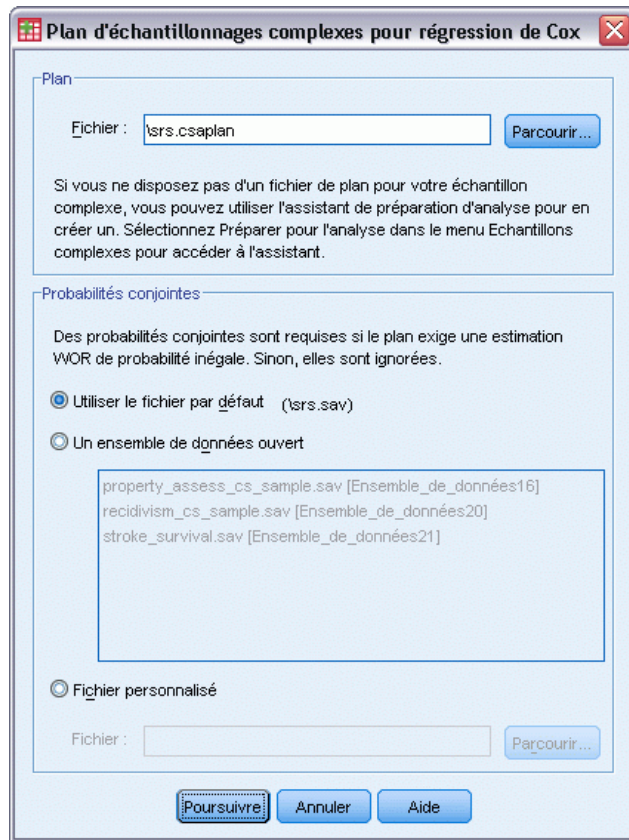 Plan d'échantillonnages complexes pour régression de Cox
Plan
Fichier : \srs.csaplan Parcourir...
Si vous ne disposez pas d'un fichier de plan pour votre échantillon
complexe, vous pouvez utiliser l'assistant de préparation d'analyse pour en
créer un. Sélectionnez Préparer pour l'analyse dans le menu Echantillons
complexes pour accéder à l'assistant.
Probabilités conjointes
Des probabilités conjointes sont requises si le plan exige une estimation
WOR de probabilité inégale. Sinon, elles sont ignorées.
Utiliser le fichier par défaut (\srs.sav)
Un ensemble de données ouvert
property_assess_cs_sample.sav [Ensemble_de_données16]
recidivism_cs_sample.sav [Ensemble_de_données20]
stroke_survival.sav [Ensemble_de_données21]
Fichier personnalisé
Fichier : Parcourir...
Poursuivre Annuler Aide